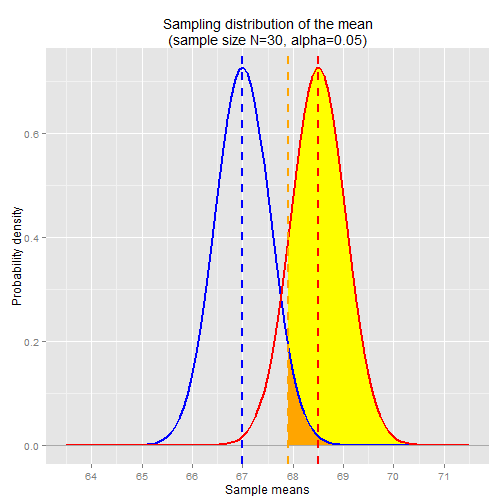 Sampling distribution of the mean
(sample size N=30, alpha=0.05)
Probability density
0.6
0.4
0.2
0.0
64 65 66 67 68 69 70 71
Sample means